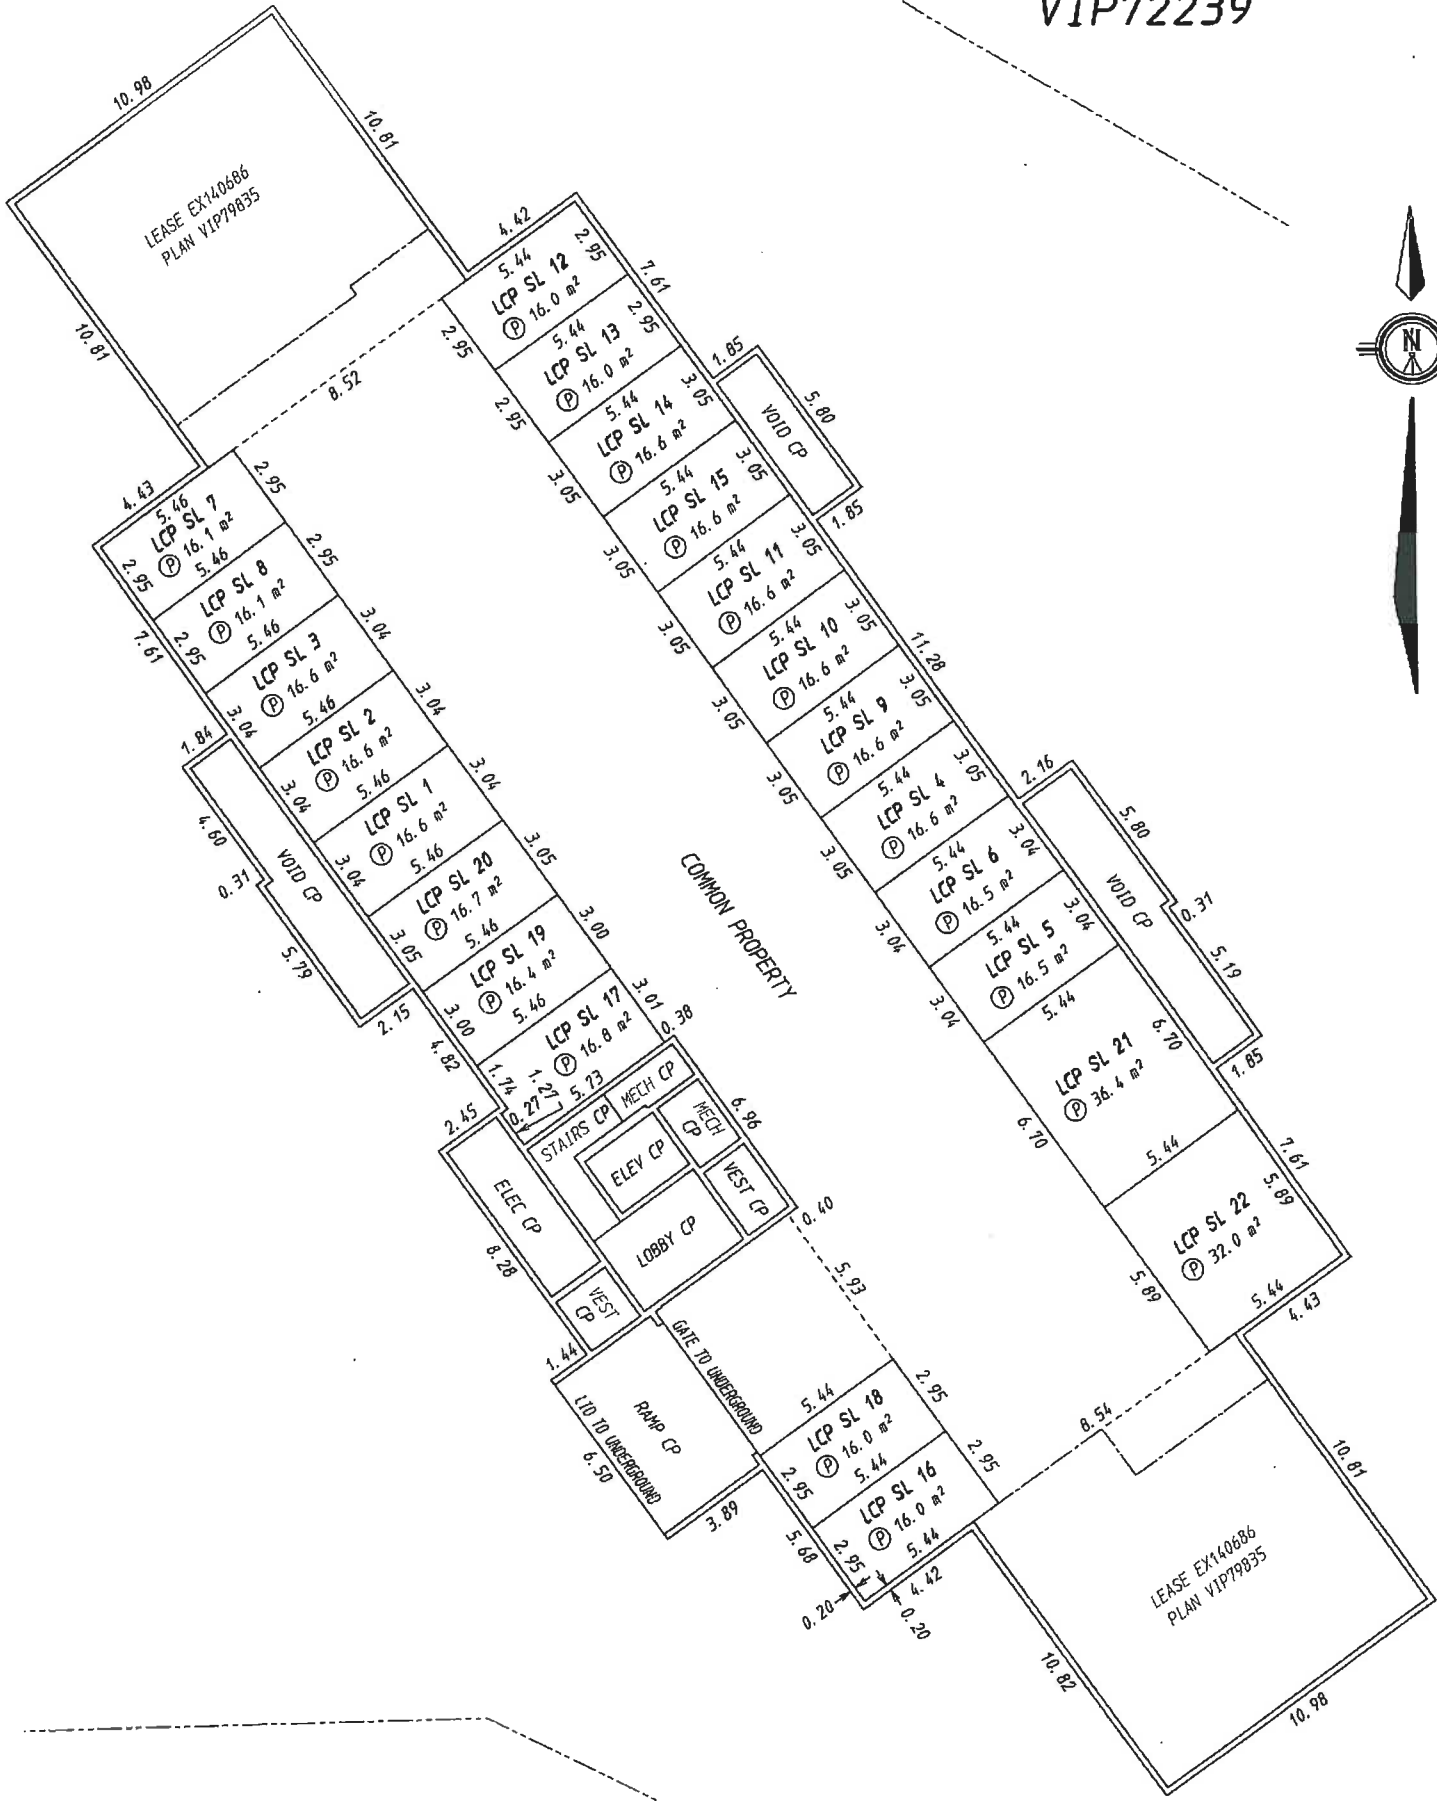 VIP72239
10.98
10.81
LEASE EX140686
PLAN VIP79835
10.81
8.52
4.42
5.44
2.95
LCP SL 12
P 16.0 m²
7.61
2.95
5.44
2.95
LCP SL 13
P 16.0 m²
2.95
5.44
3.05
LCP SL 14
P 16.6 m²
3.05
1.85
5.80
VOID CP
1.85
5.44
3.05
LCP SL 15
P 16.6 m²
3.05
5.44
3.05
LCP SL 11
P 16.6 m²
3.05
5.44
3.05
LCP SL 10
P 16.6 m²
3.05
11.28
5.44
3.05
LCP SL 9
P 16.6 m²
3.05
5.44
3.05
LCP SL 4
P 16.6 m²
3.05
2.16
5.80
VOID CP
0.31
5.19
1.85
5.44
3.04
LCP SL 6
P 16.5 m²
3.04
5.44
3.04
LCP SL 5
P 16.5 m²
3.04
5.44
6.70
LCP SL 21
P 36.4 m²
6.70
5.44
7.61
5.89
LCP SL 22
P 32.0 m²
5.89
5.44
4.43
N
4.43
5.46
LCP SL 7
P 16.1 m²
2.95
2.95
5.46
LCP SL 8
P 16.1 m²
2.95
2.95
7.61
5.46
LCP SL 3
P 16.6 m²
3.04
3.04
5.46
LCP SL 2
P 16.6 m²
3.04
3.04
1.84
4.60
VOID CP
0.31
5.79
2.15
5.46
LCP SL 1
P 16.6 m²
3.04
3.04
5.46
LCP SL 20
P 16.7 m²
3.05
3.05
5.46
LCP SL 19
P 16.4 m²
3.00
3.00
4.82
5.46
LCP SL 17
P 16.8 m²
3.01
0.38
1.74
1.27
0.27
5.73
COMMON PROPERTY
STAIRS CP
MECH CP
MECH
CP
6.96
ELEV CP
VEST CP
LOBBY CP
0.40
2.45
ELEC CP
8.28
VEST
CP
1.44
LID TO UNDERGROUND
6.50
RAMP CP
GATE TO UNDERGROUND
3.89
5.93
5.44
2.95
LCP SL 18
P 16.0 m²
2.95
5.44
2.95
LCP SL 16
P 16.0 m²
2.95
5.44
5.68
4.42
0.20
0.20
8.54
10.81
LEASE EX140686
PLAN VIP79835
10.82
10.98